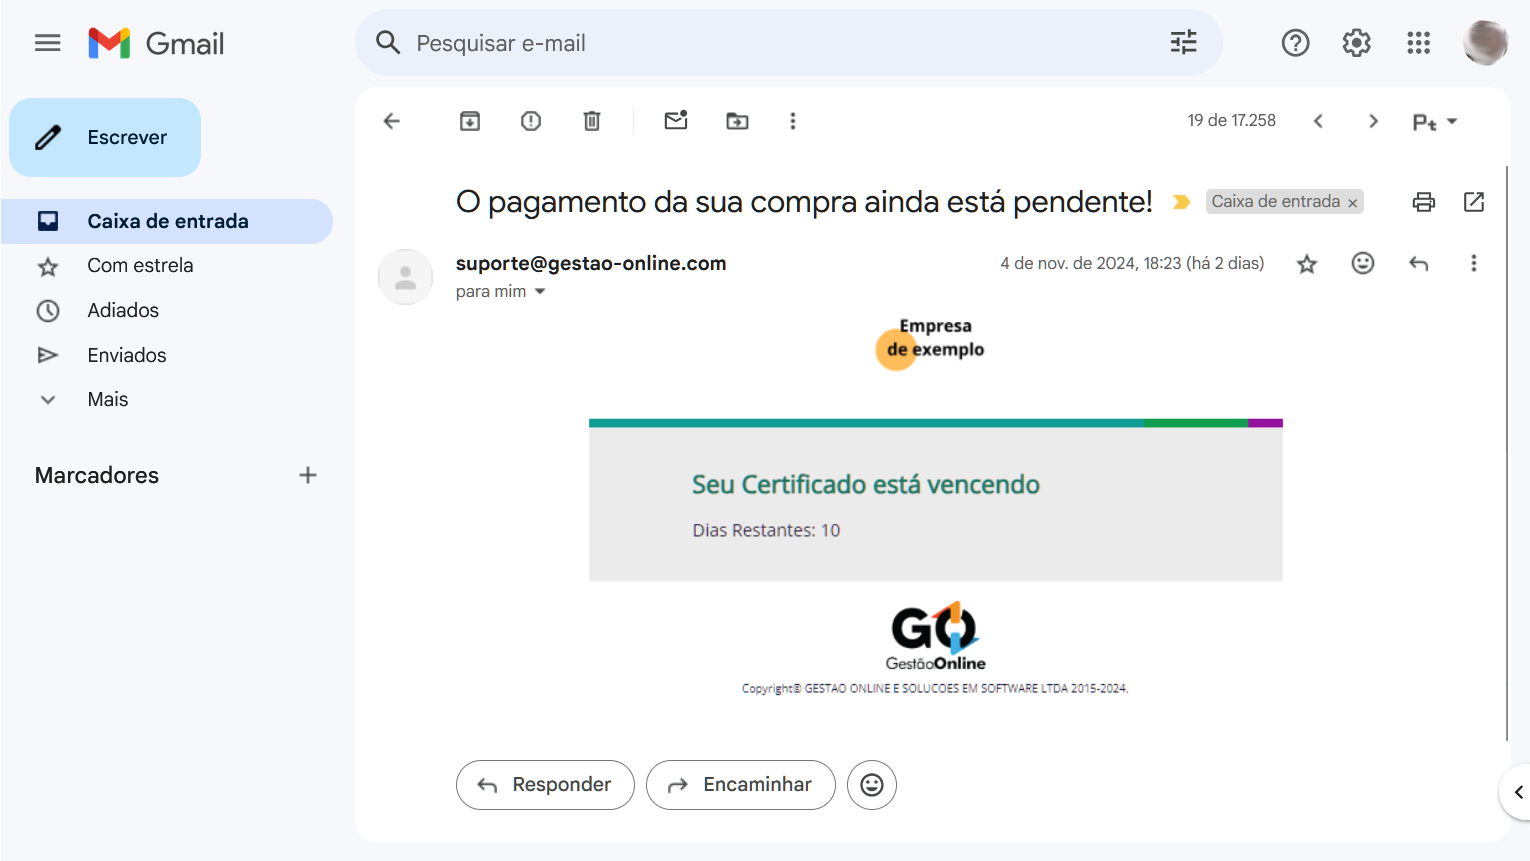 Gmail
Pesquisar e-mail
Escrever
Caixa de entrada
Com estrela
Adiados
Enviados
Mais
Marcadores
19 de 17.258
Pt
O pagamento da sua compra ainda está pendente!
Caixa de entrada ×
suporte@gestao-online.com
4 de nov. de 2024, 18:23 (há 2 dias)
para mim
Empresa
de exemplo
Seu Certificado está vencendo
Dias Restantes: 10
GO
GestãoOnline
Copyright® GESTAO ONLINE E SOLUCOES EM SOFTWARE LTDA 2015-2024.
Responder
Encaminhar